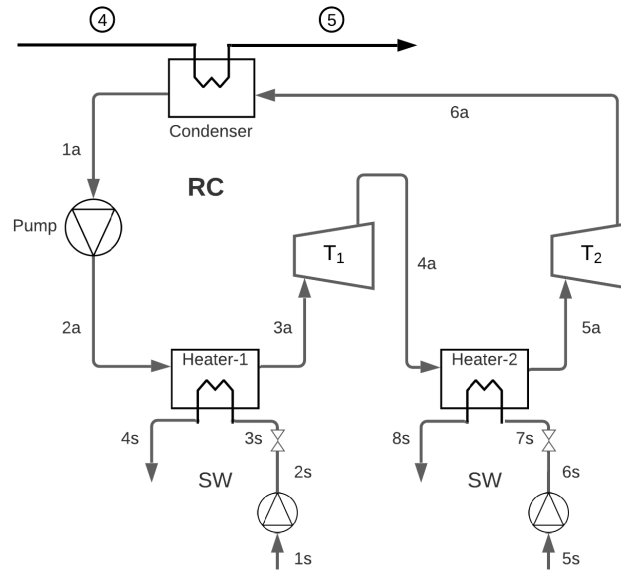 4 5
Condenser
6a
1a
RC
Pump
T1
T2
4a
2a
3a
5a
Heater-1
Heater-2
4s
3s
8s
7s
SW
2s
SW
6s
1s
5s